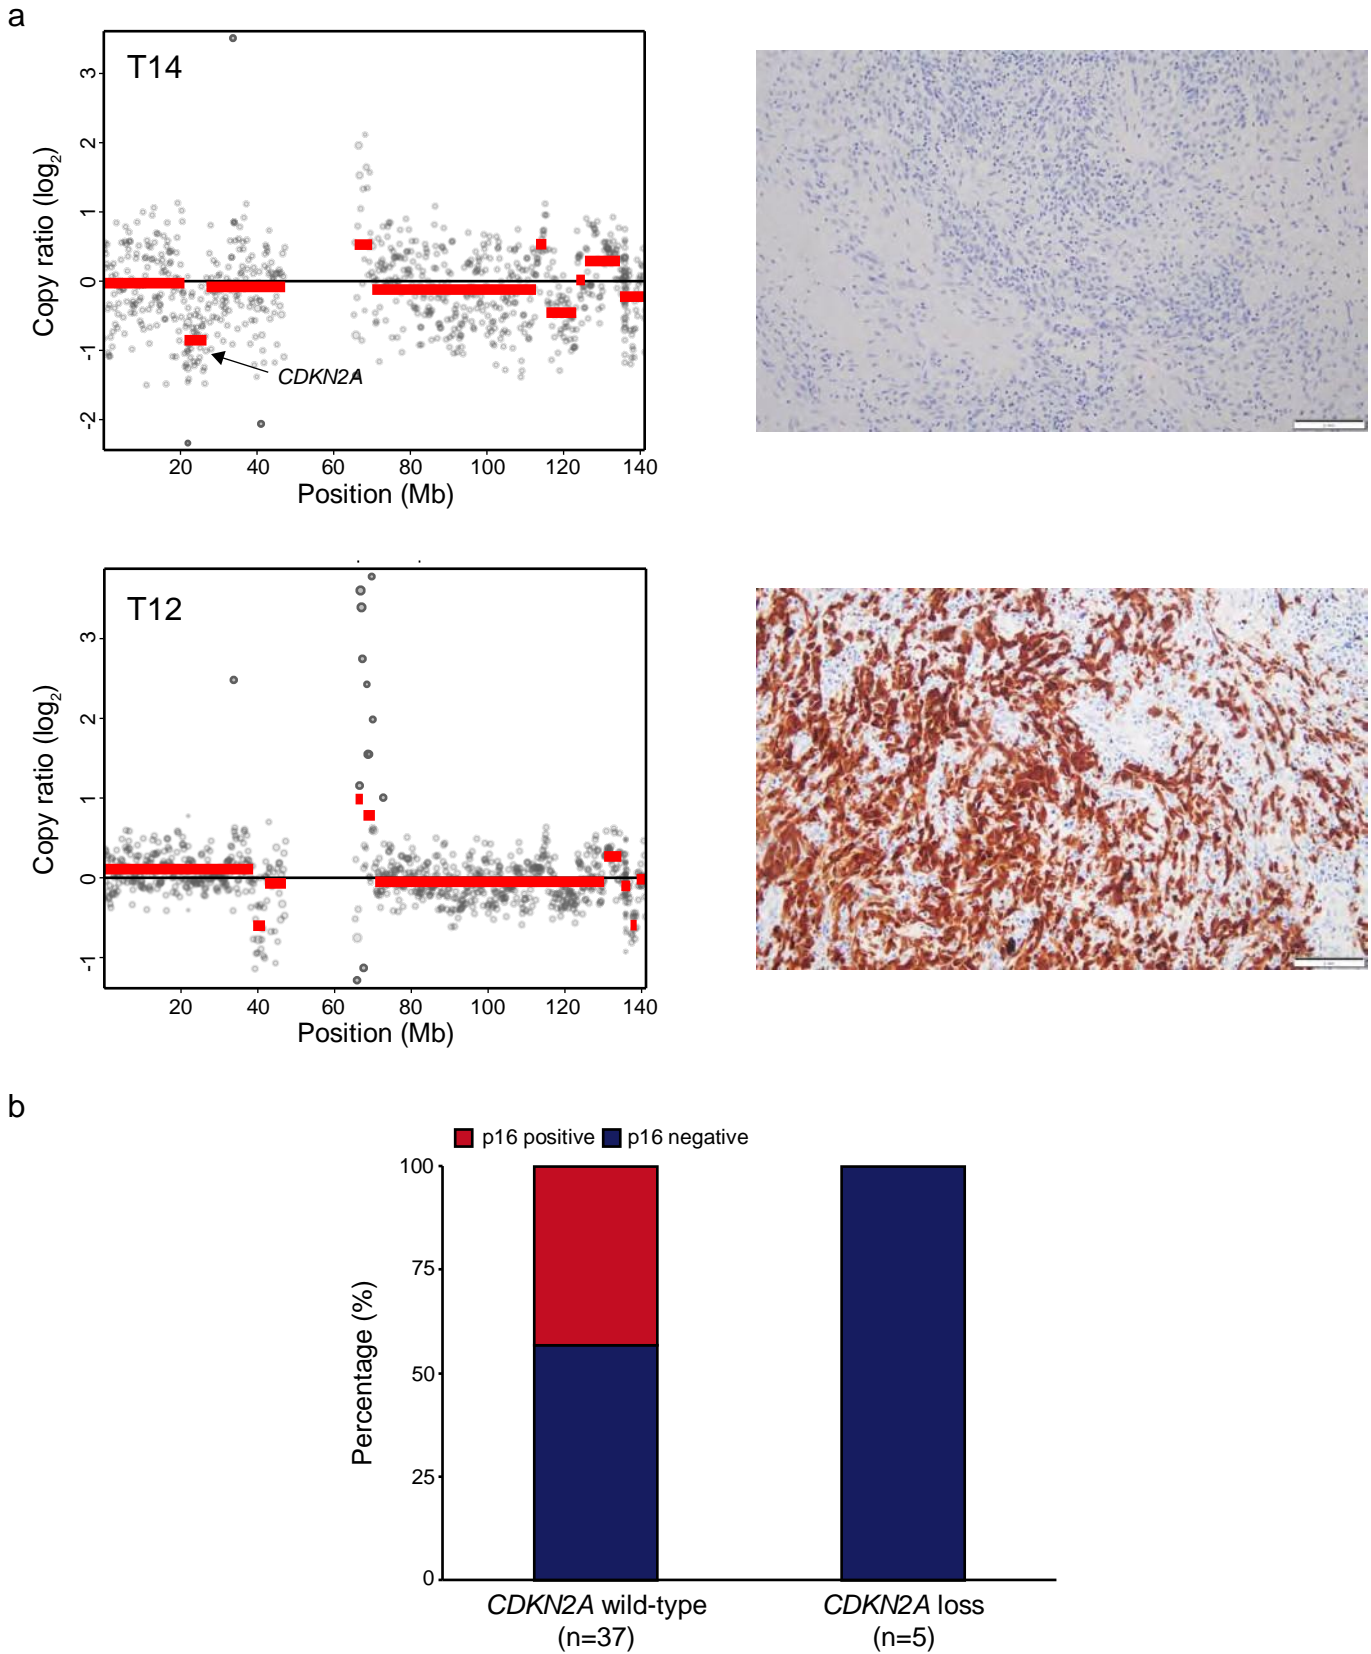 a
T14
Copy ratio (log2)
3
2
1
0
-1
-2
CDKN2A
20 40 60 80 100 120 140
Position (Mb)
T12
Copy ratio (log2)
3
2
1
0
-1
20 40 60 80 100 120 140
Position (Mb)
b
p16 positive p16 negative
Percentage (%)
100
75
50
25
0
CDKN2A wild-type
(n=37)
CDKN2A loss
(n=5)